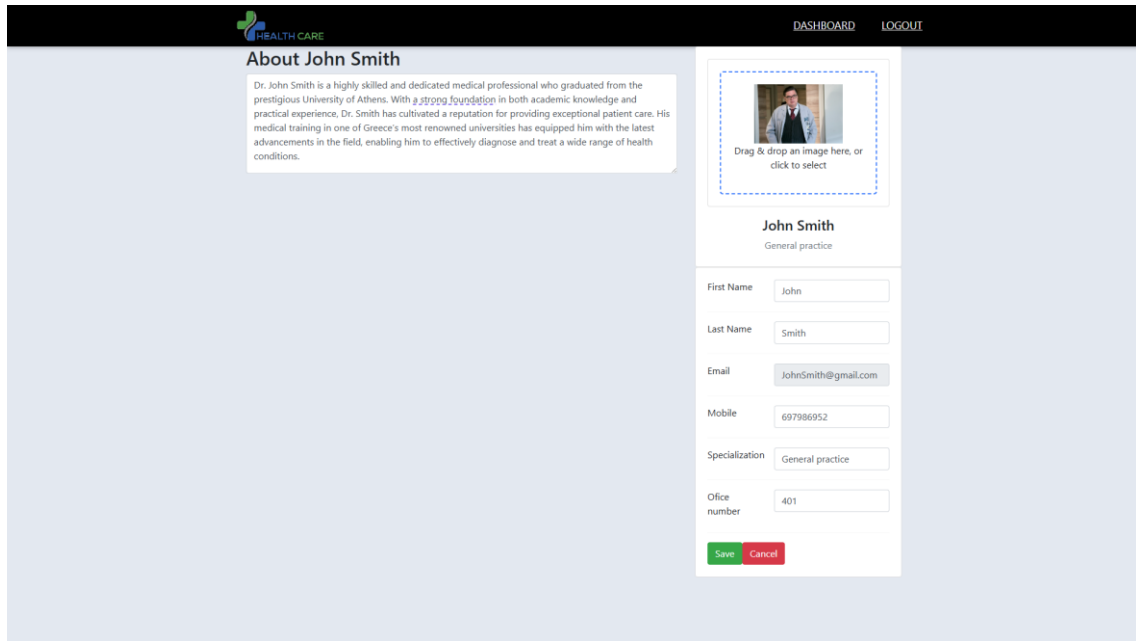 HEALTH CARE
DASHBOARD LOGOUT
About John Smith
Dr. John Smith is a highly skilled and dedicated medical professional who graduated from the
prestigious University of Athens. With a strong foundation in both academic knowledge and
practical experience, Dr. Smith has cultivated a reputation for providing exceptional patient care. His
medical training in one of Greece's most renowned universities has equipped him with the latest
advancements in the field, enabling him to effectively diagnose and treat a wide range of health
conditions.
Drag & drop an image here, or
click to select
John Smith
General practice
First Name John
Last Name Smith
Email JohnSmith@gmail.com
Mobile 697986952
Specialization General practice
Ofice
number 401
Save Cancel